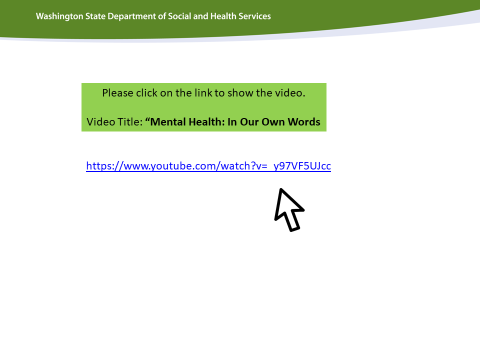 Washington State Department of Social and Health Services
Please click on the link to show the video.
Video Title: “Mental Health: In Our Own Words
https://www.youtube.com/watch?v=_y97VF5UJcc